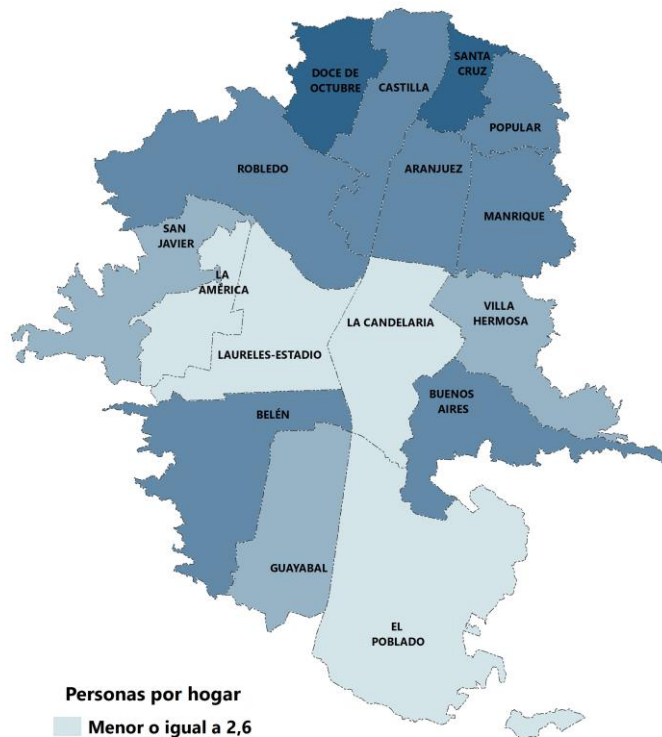 DOCE DE
OCTUBRE
CASTILLA
SANTA
CRUZ
POPULAR
ROBLEDO
ARANJUEZ
MANRIQUE
SAN
JAVIER
LA
AMÉRICA
LAURELES-ESTADIO
LA CANDELARIA
VILLA
HERMOSA
BELÉN
BUENOS
AIRES
GUAYABAL
EL
POBLADO
Personas por hogar
Menor o igual a 2,6